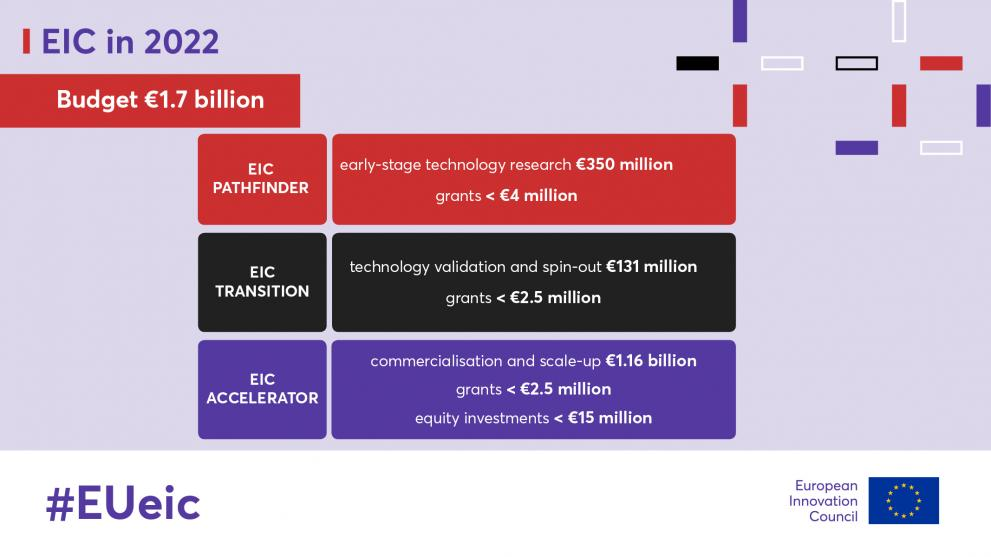 EIC in 2022
Budget €1.7 billion
EIC
PATHFINDER
early-stage technology research €350 million
grants < €4 million
EIC
TRANSITION
technology validation and spin-out €131 million
grants < €2.5 million
EIC
ACCELERATOR
commercialisation and scale-up €1.16 billion
grants < €2.5 million
equity investments < €15 million
#EUeic
European
Innovation
Council